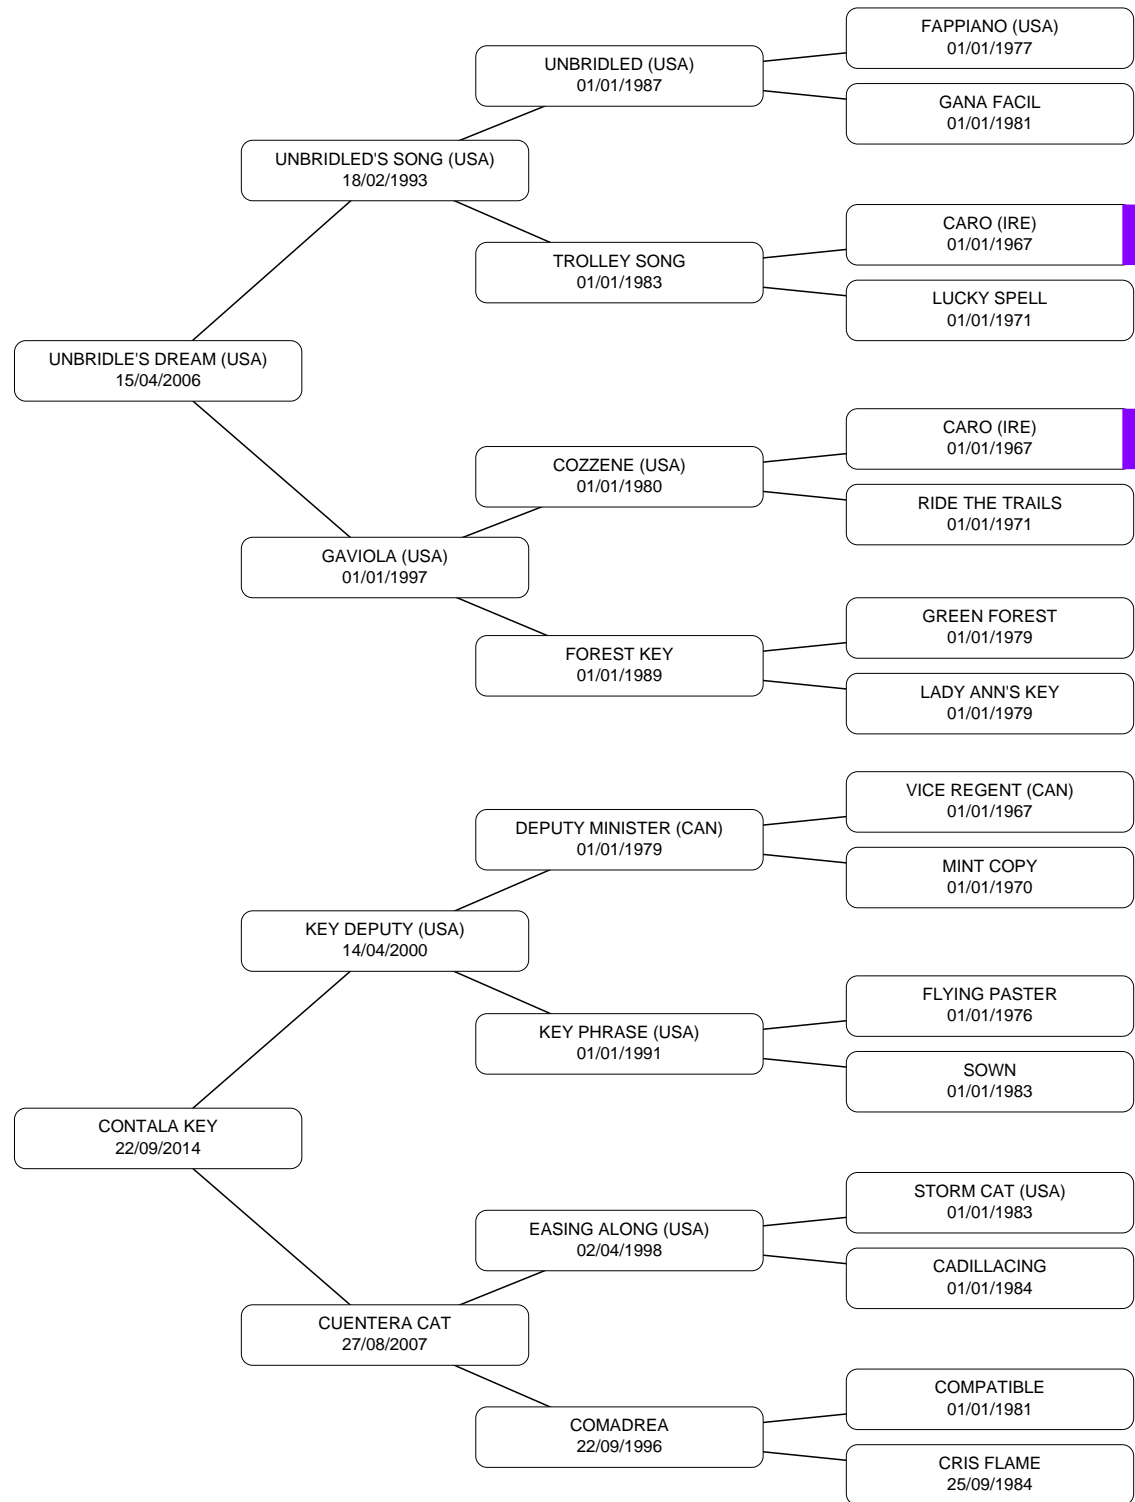 FAPPIANO (USA)
01/01/1977
UNBRIDLED (USA)
01/01/1987
GANA FACIL
01/01/1981
UNBRIDLED'S SONG (USA)
18/02/1993
CARO (IRE)
01/01/1967
TROLLEY SONG
01/01/1983
LUCKY SPELL
01/01/1971
UNBRIDLE'S DREAM (USA)
15/04/2006
CARO (IRE)
01/01/1967
COZZENE (USA)
01/01/1980
RIDE THE TRAILS
01/01/1971
GAVIOLA (USA)
01/01/1997
GREEN FOREST
01/01/1979
FOREST KEY
01/01/1989
LADY ANN'S KEY
01/01/1979
VICE REGENT (CAN)
01/01/1967
DEPUTY MINISTER (CAN)
01/01/1979
MINT COPY
01/01/1970
KEY DEPUTY (USA)
14/04/2000
FLYING PASTER
01/01/1976
KEY PHRASE (USA)
01/01/1991
SOWN
01/01/1983
CONTALA KEY
22/09/2014
STORM CAT (USA)
01/01/1983
EASING ALONG (USA)
02/04/1998
CADILLACING
01/01/1984
CUENTERA CAT
27/08/2007
COMPATIBLE
01/01/1981
COMADREA
22/09/1996
CRIS FLAME
25/09/1984